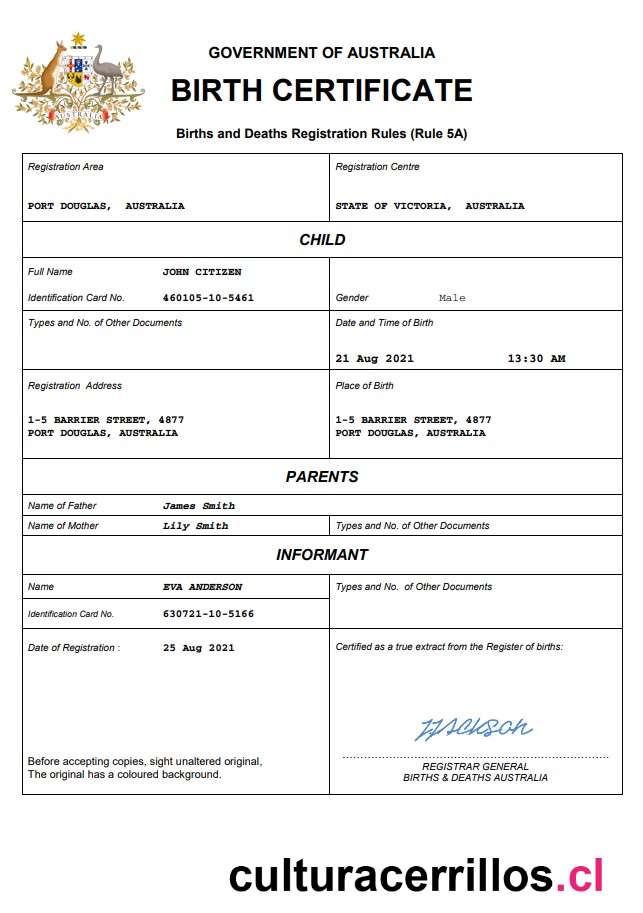 GOVERNMENT OF AUSTRALIA
BIRTH CERTIFICATE
AUSTRALIA
Births and Deaths Registration Rules (Rule 5A)
Registration Area
Registration Centre
PORT DOUGLAS, AUSTRALIA
STATE OF VICTORIA, AUSTRALIA
CHILD
Full Name JOHN CITIZEN
Identification Card No. 460105-10-5461
Gender Male
Types and No. of Other Documents
Date and Time of Birth
21 Aug 2021 13:30 AM
Registration Address
1-5 BARRIER STREET, 4877
PORT DOUGLAS, AUSTRALIA
Place of Birth
1-5 BARRIER STREET, 4877
PORT DOUGLAS, AUSTRALIA
PARENTS
Name of Father James Smith
Name of Mother Lily Smith
Types and No. of Other Documents
INFORMANT
Name EVA ANDERSON
Types and No. of Other Documents
Identification Card No. 630721-10-5166
Date of Registration : 25 Aug 2021
Certified as a true extract from the Register of births:
Before accepting copies, sight unaltered original,
The original has a coloured background.
REGISTRAR GENERAL
BIRTHS & DEATHS AUSTRALIA
culturacerrillos.cl